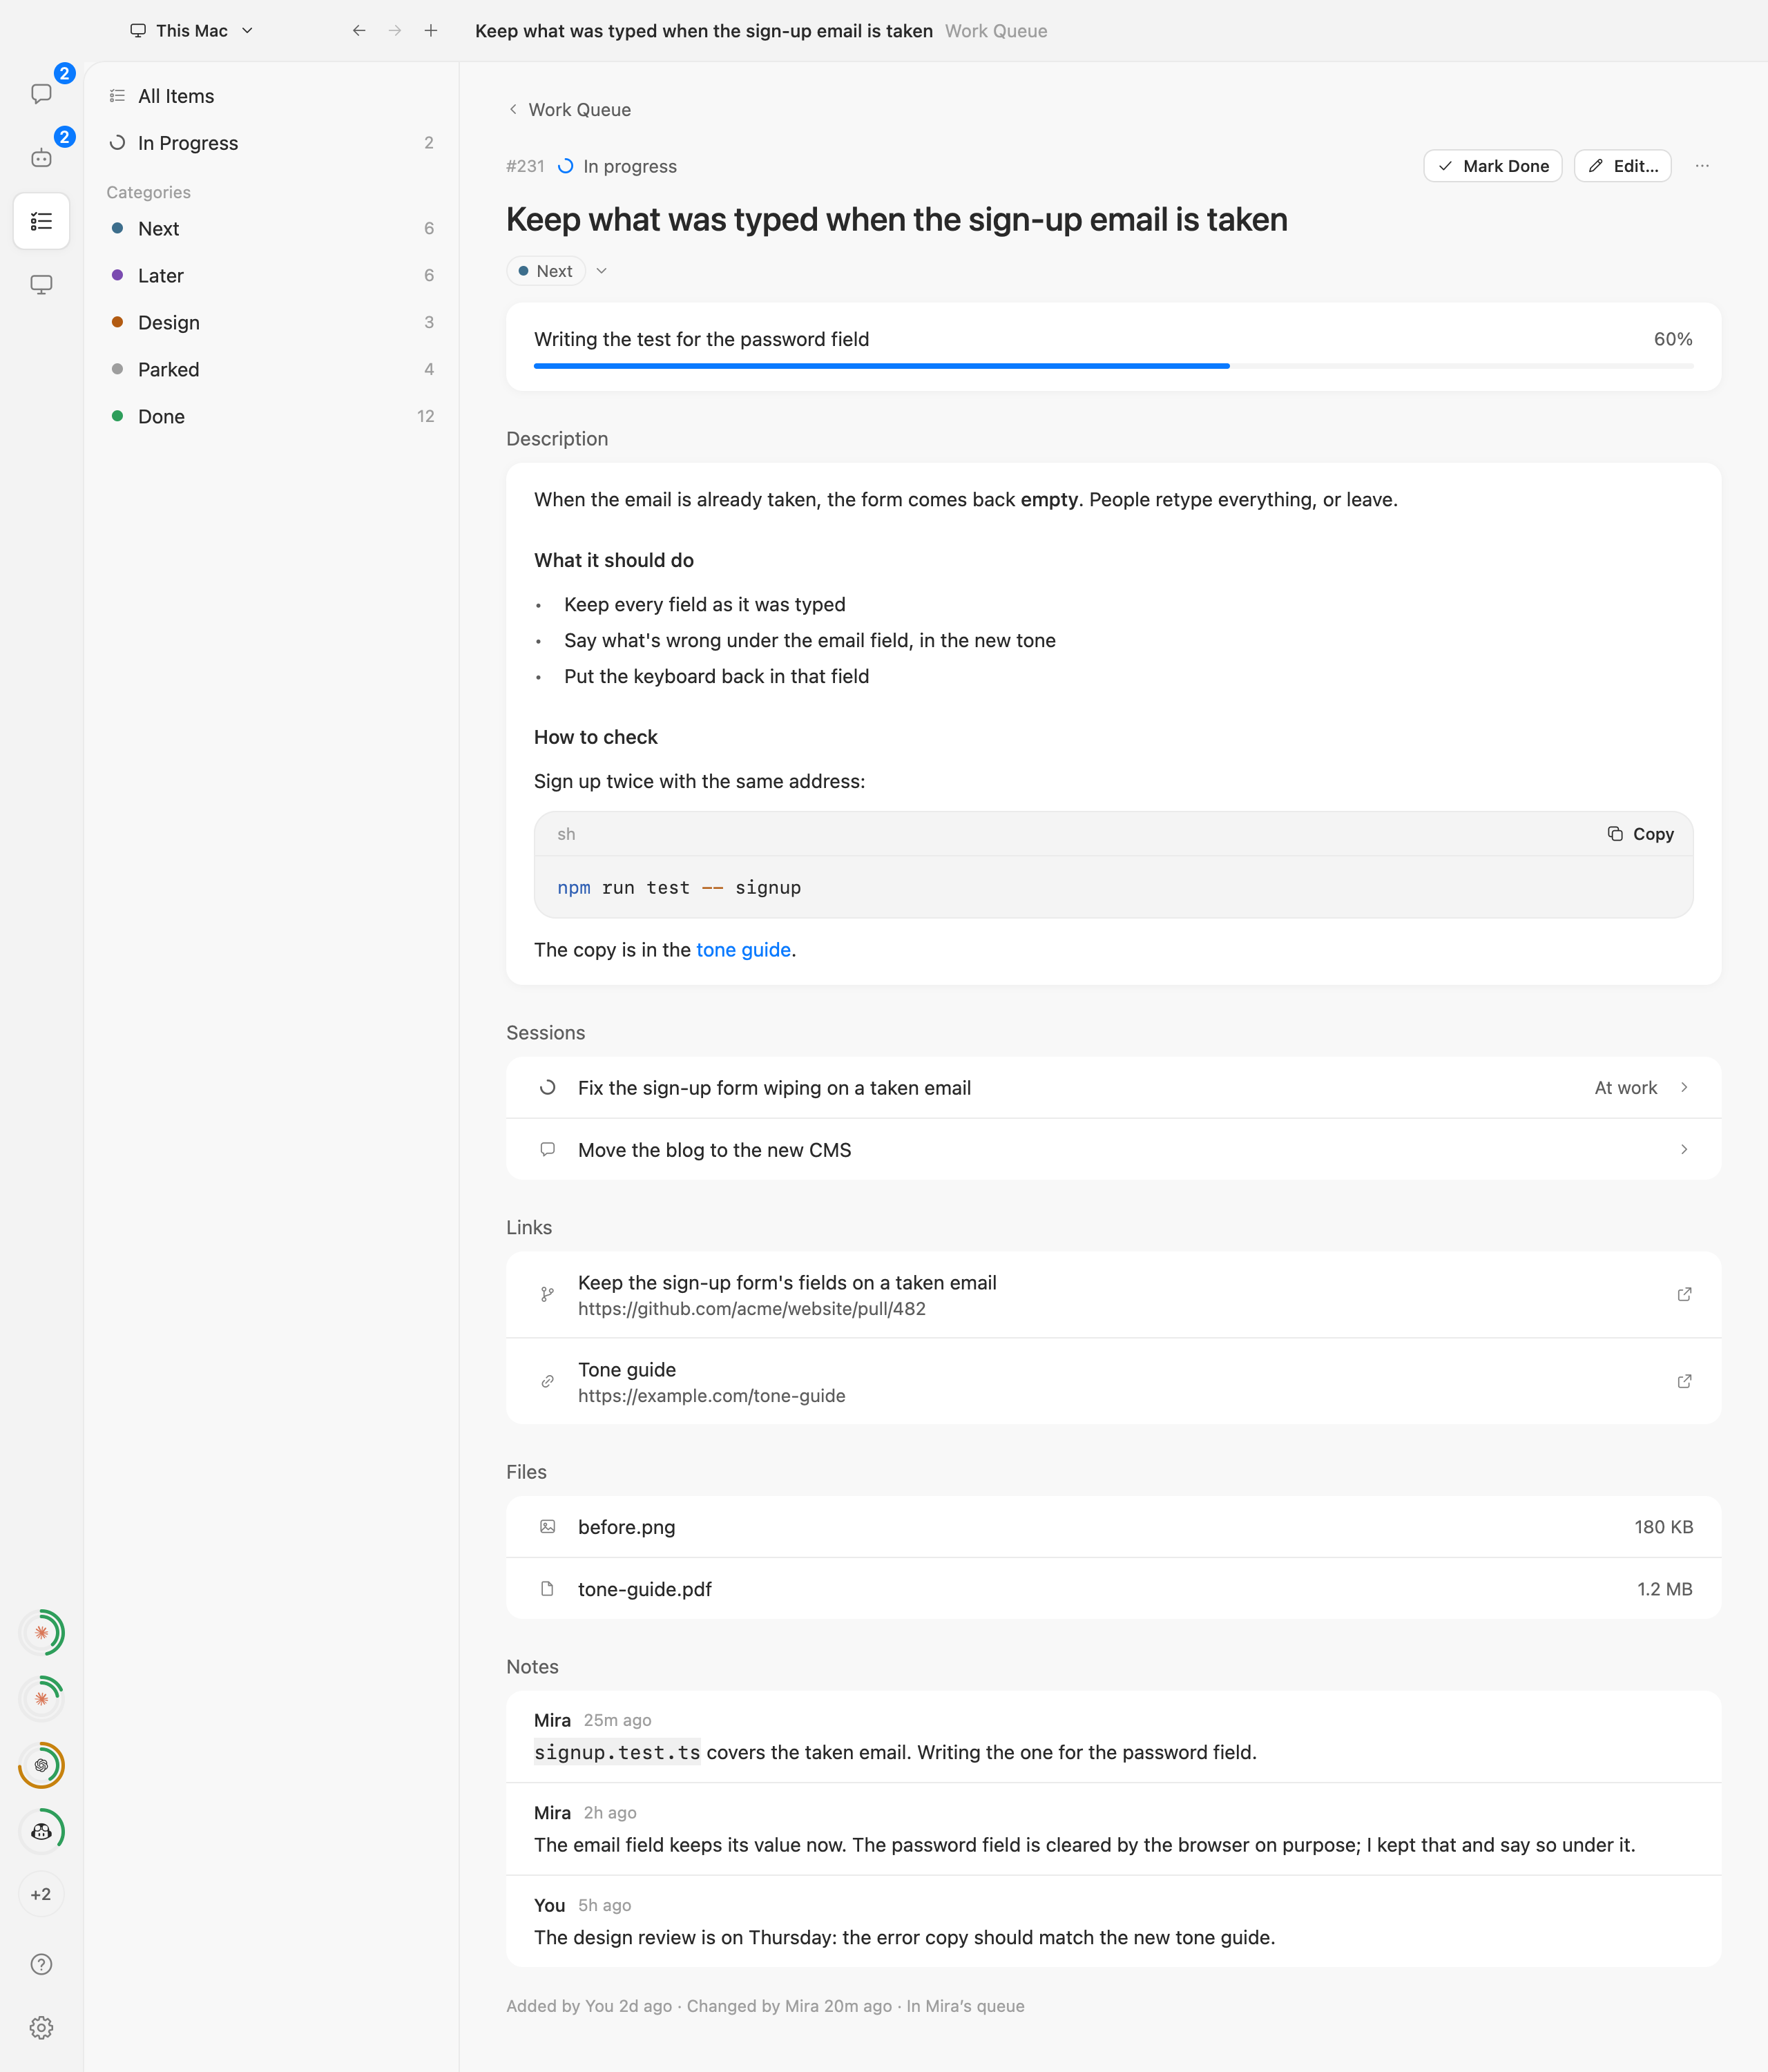 This Mac
Keep what was typed when the sign-up email is taken Work Queue
2
2
All Items
In Progress 2
Categories
Next 6
Later 6
Design 3
Parked 4
Done 12
+2
Work Queue
#231 In progress
Mark Done
Edit...
Keep what was typed when the sign-up email is taken
Next
Writing the test for the password field 60%
Description
When the email is already taken, the form comes back empty. People retype everything, or leave.
What it should do
• Keep every field as it was typed
• Say what's wrong under the email field, in the new tone
• Put the keyboard back in that field
How to check
Sign up twice with the same address:
sh Copy
npm run test -- signup
The copy is in the tone guide.
Sessions
Fix the sign-up form wiping on a taken email At work
Move the blog to the new CMS
Links
Keep the sign-up form's fields on a taken email
https://github.com/acme/website/pull/482
Tone guide
https://example.com/tone-guide
Files
before.png 180 KB
tone-guide.pdf 1.2 MB
Notes
Mira 25m ago
signup.test.ts covers the taken email. Writing the one for the password field.
Mira 2h ago
The email field keeps its value now. The password field is cleared by the browser on purpose; I kept that and say so under it.
You 5h ago
The design review is on Thursday: the error copy should match the new tone guide.
Added by You 2d ago · Changed by Mira 20m ago · In Mira’s queue